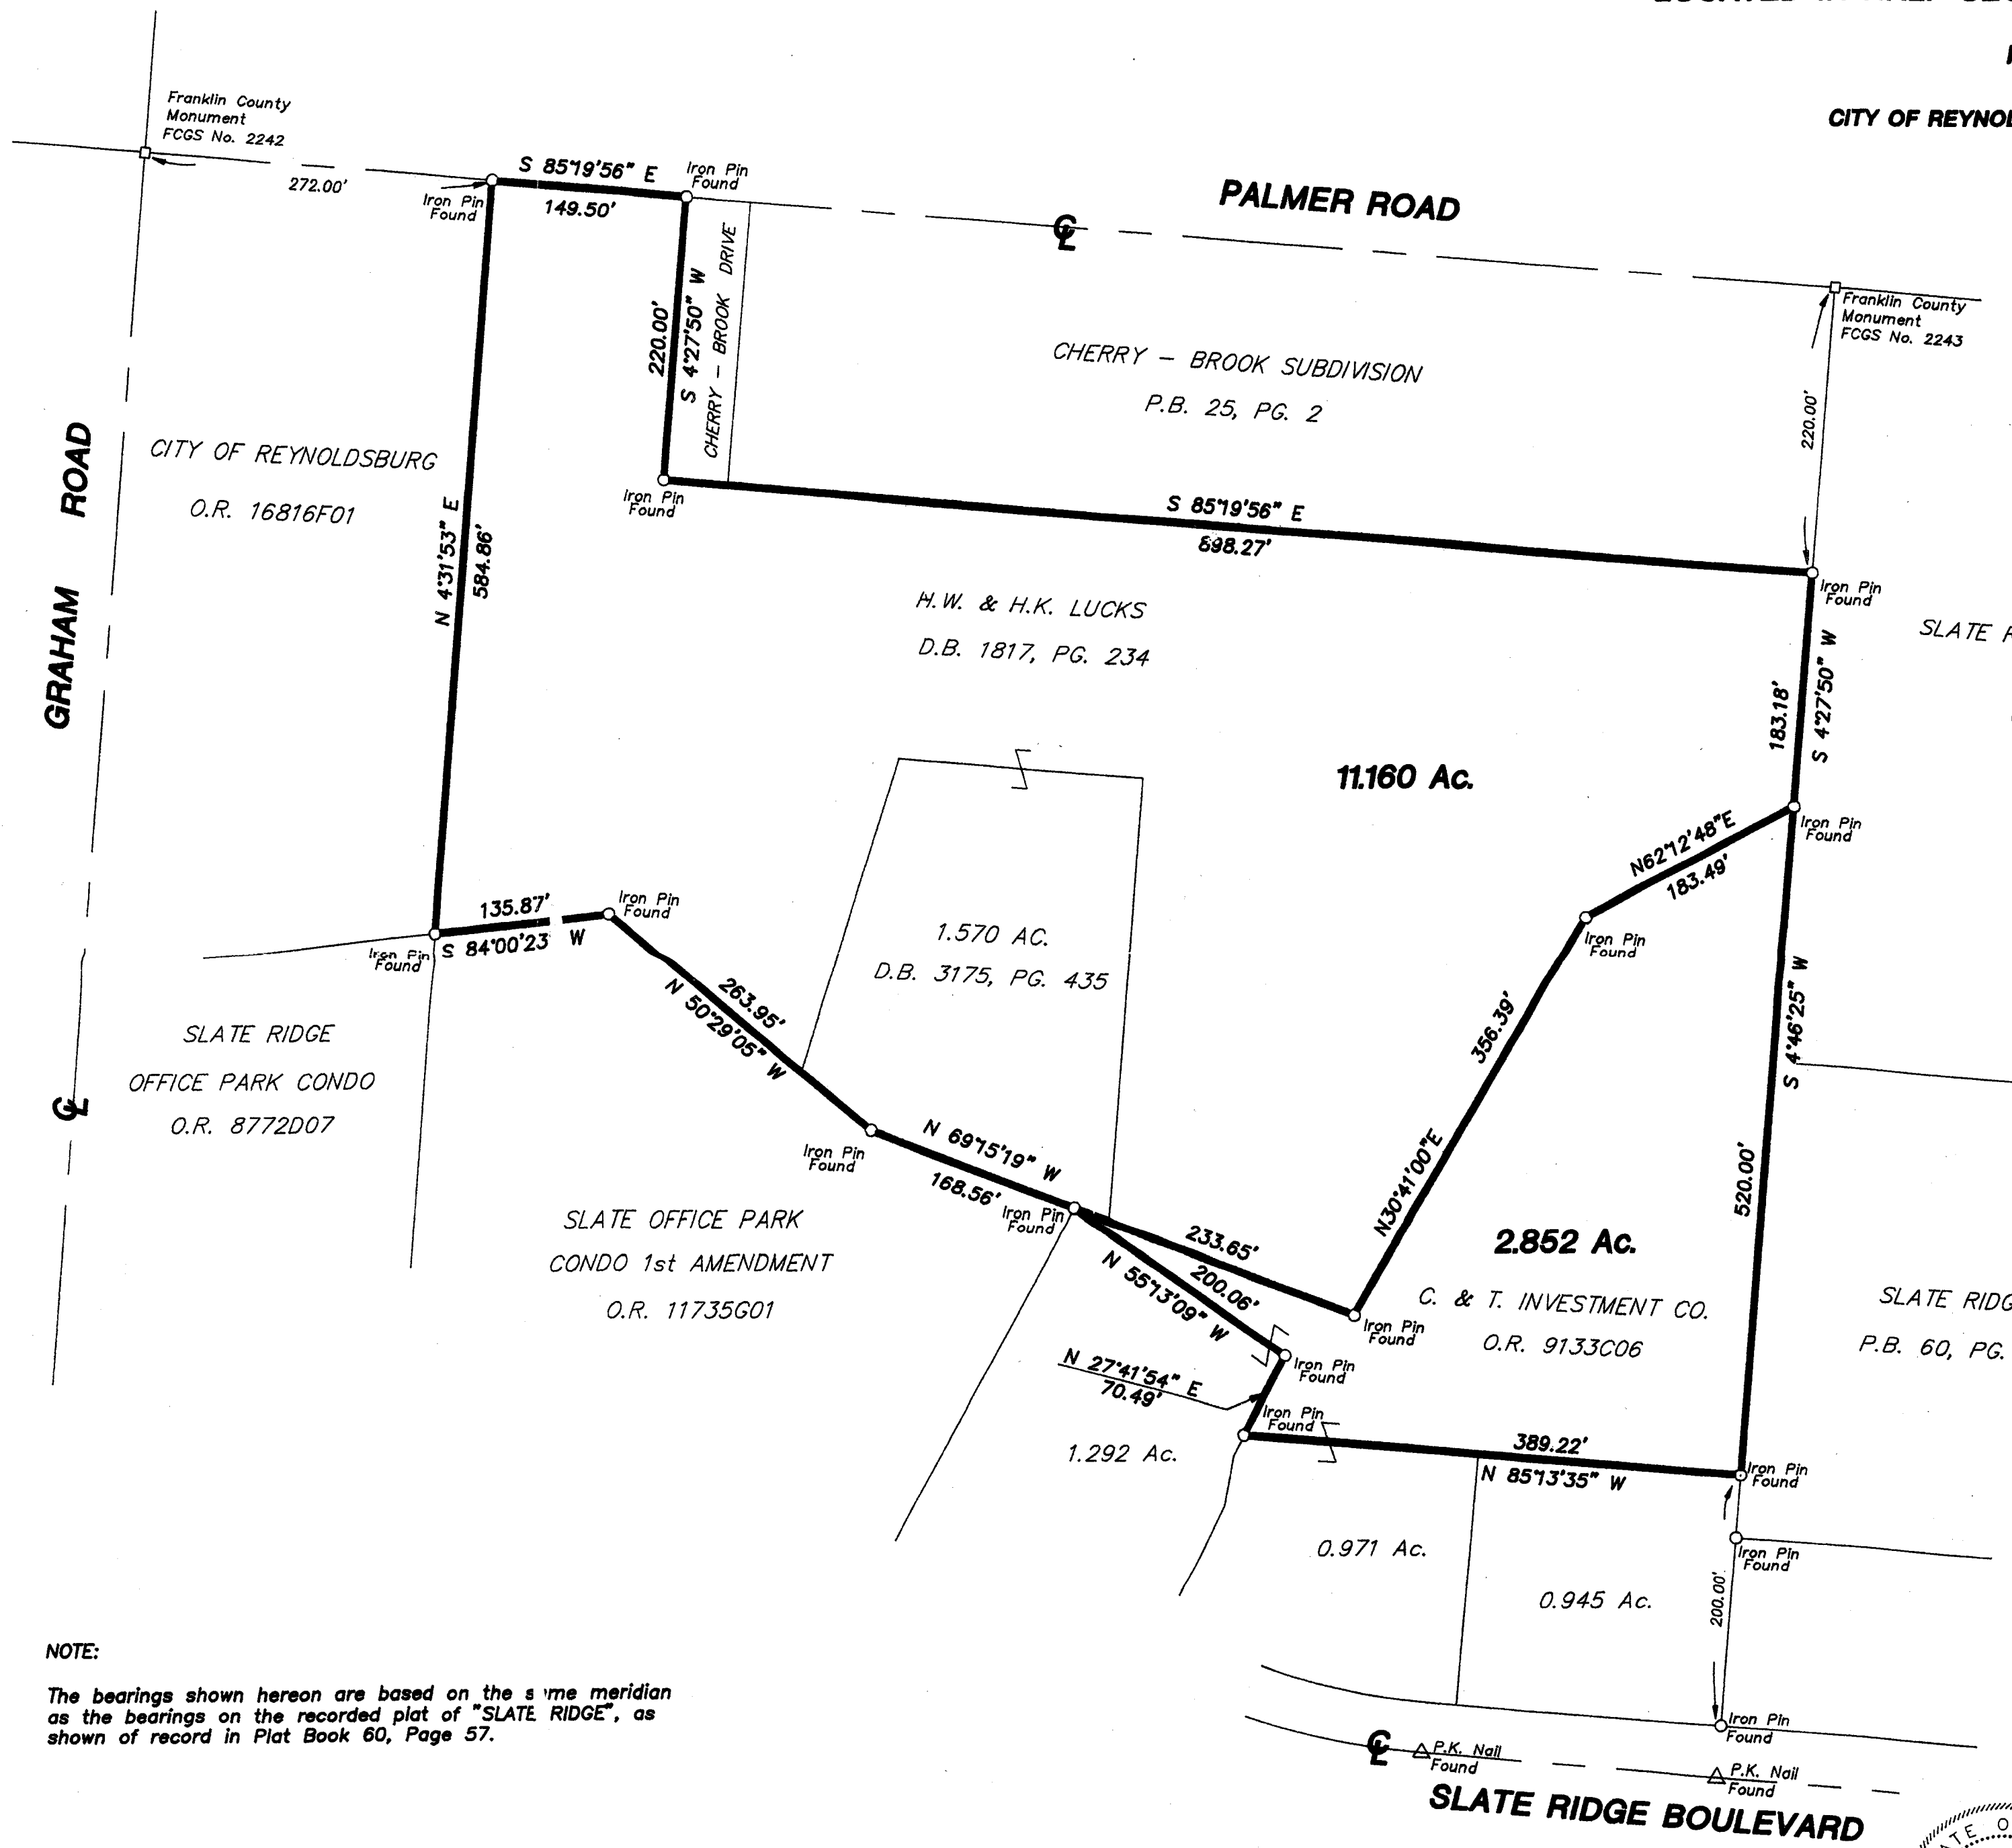 CITY OF
Franklin County
Monument
FCGS No. 2242
272.00'
S 85°19'56" E
149.50'
Iron Pin
Found
Iron Pin
Found
PALMER ROAD
CL
Franklin County
Monument
FCGS No. 2243
220.00'
220.00'
S 4°27'50" W
CHERRY - BROOK DRIVE
CHERRY - BROOK SUBDIVISION
P.B. 25, PG. 2
CITY OF REYNOLDSBURG
O.R. 16816F01
GRAHAM ROAD
N 4°31'53" E
584.86'
Iron Pin
Found
S 85°19'56" E
898.27'
Iron Pin
Found
H.W. & H.K. LUCKS
D.B. 1817, PG. 234
SLATE
183.18'
S 4°27'50" W
11.160 Ac.
Iron Pin
Found
N62°12'48"E
183.49'
Iron Pin
Found
135.87'
S 84°00'23 W
Iron Pin
Found
Iron Pin
Found
1.570 AC.
D.B. 3175, PG. 435
263.95'
N 50°29'05" W
356.39'
N30°41'00"E
S 4°46'25" W
520.00'
SLATE RIDGE
OFFICE PARK CONDO
O.R. 8772D07
CL
Iron Pin
Found
N 69°15'19" W
168.56'
Iron Pin
Found
SLATE OFFICE PARK
CONDO 1st AMENDMENT
O.R. 11735G01
233.65'
200.06'
N 55°13'09" W
2.852 Ac.
C. & T. INVESTMENT CO.
O.R. 9133C06
Iron Pin
Found
SLATE
P.B. 60, PG.
Iron Pin
Found
N 27°41'54" E
70.49'
Iron Pin
Found
1.292 Ac.
389.22'
N 85°13'35" W
Iron Pin
Found
0.971 Ac.
0.945 Ac.
Iron Pin
Found
200.00'
Iron Pin
Found
CL
P.K. Nail
Found
P.K. Nail
Found
SLATE RIDGE BOULEVARD
NOTE:
The bearings shown hereon are based on the meridian
as the bearings on the recorded plat of "SLATE RIDGE", as
shown of record in Plat Book 60, Page 57.